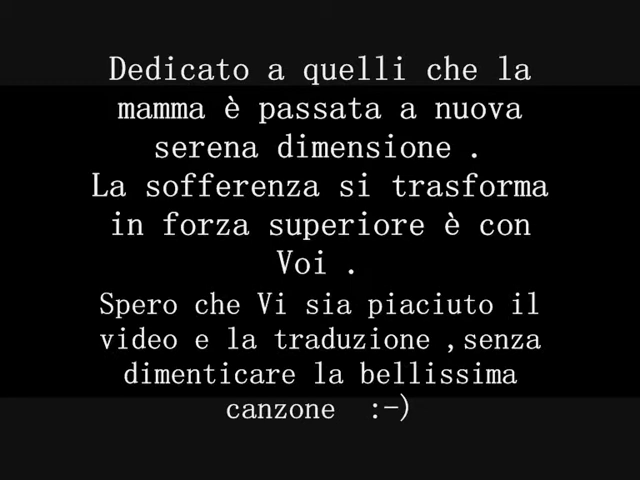 Dedicato a quelli che la
mamma è passata a nuova
serena dimensione .
La sofferenza si trasforma
in forza superiore è con
Voi .
Spero che Vi sia piaciuto il
video e la traduzione ,senza
dimenticare la bellissima
canzone :-)